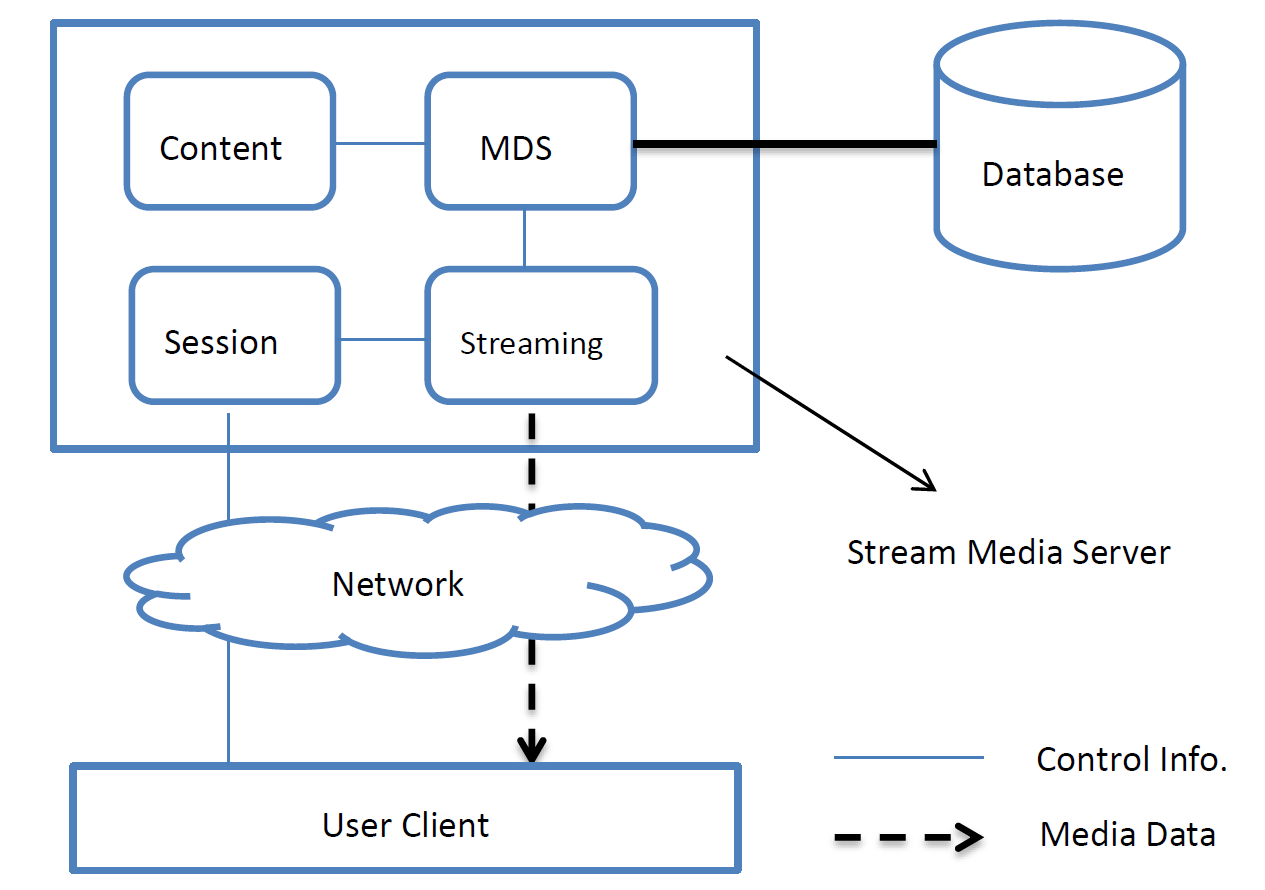 Content
MDS
Database
Session
Streaming
Stream Media Server
Network
Control Info.
User Client
Media Data